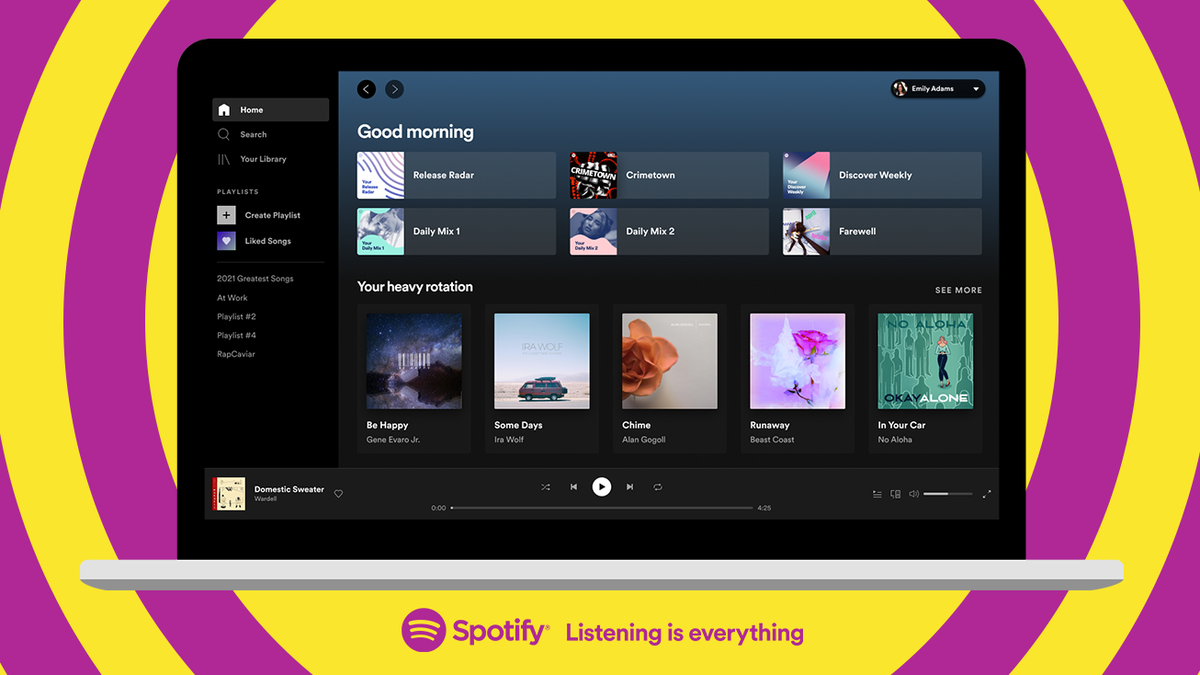 Home
Search
Your Library
PLAYLISTS
Create Playlist
Liked Songs
2021 Greatest Songs
At Work
Playlist #2
Playlist #4
RapCaviar
Emily Adams
Good morning
Your
Release
Radar
Release Radar
CRIMETOWN
Crimetown
Your
Discover
Weekly
Discover Weekly
Your
Daily Mix 1
Daily Mix 1
Your
Daily Mix 2
Daily Mix 2
Farewell
Your heavy rotation
SEE MORE
IRA WOLF
NO ALOHA
OKAY ALONE
Be Happy
Gene Evaro Jr.
Some Days
Ira Wolf
Chime
Alan Gogoll
Runaway
Beast Coast
In Your Car
No Aloha
Domestic Sweater
Wardell
0:00
4:25
Spotify®
Listening is everything